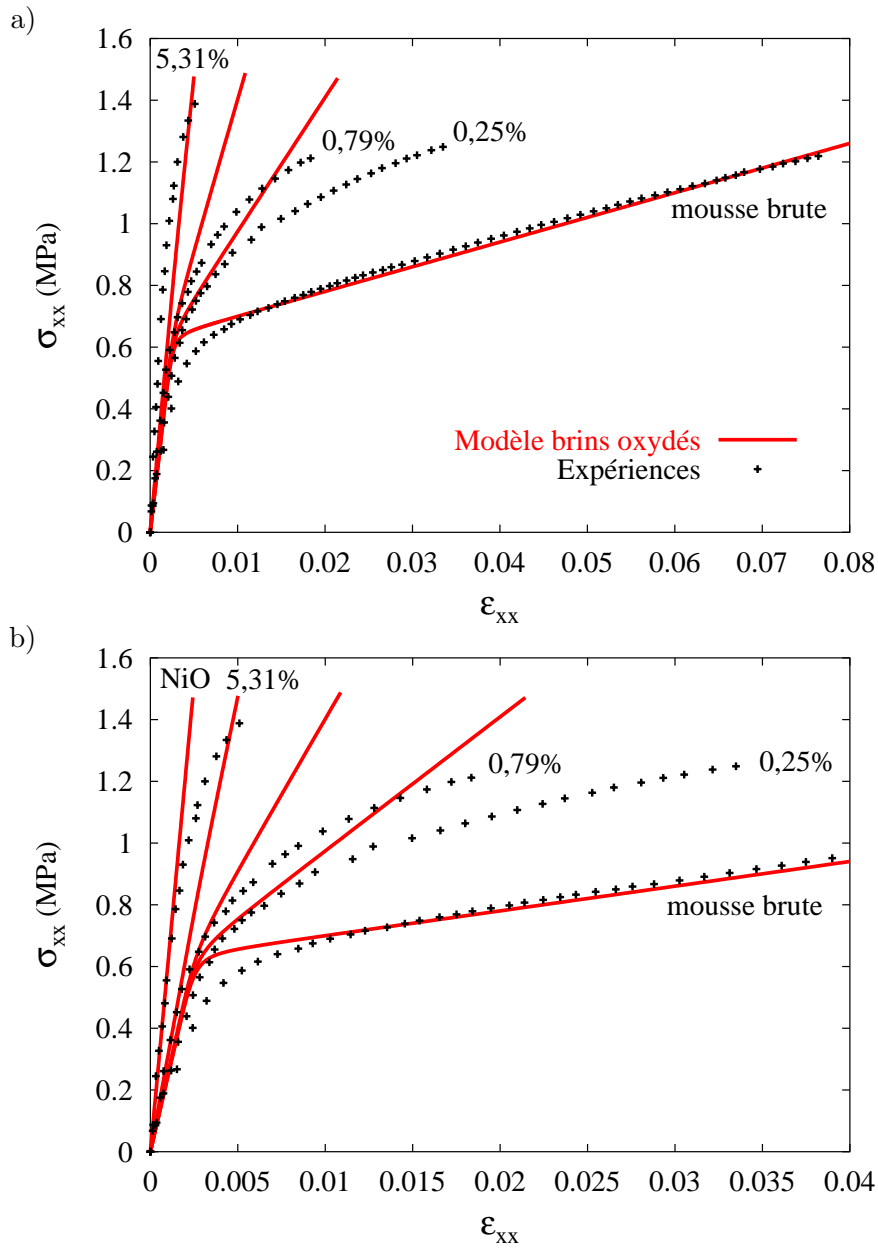 a)
1.6
1.4
1.2
1
0.8
0.6
0.4
0.2
0
σxx (MPa)
5,31%
0,79%
0,25%
mousse brute
Modèle brins oxydés
Expériences
0 0.01 0.02 0.03 0.04 0.05 0.06 0.07 0.08
εxx
b)
1.6
1.4
1.2
1
0.8
0.6
0.4
0.2
0
σxx (MPa)
NiO 5,31%
0,79%
0,25%
mousse brute
0 0.005 0.01 0.015 0.02 0.025 0.03 0.035 0.04
εxx